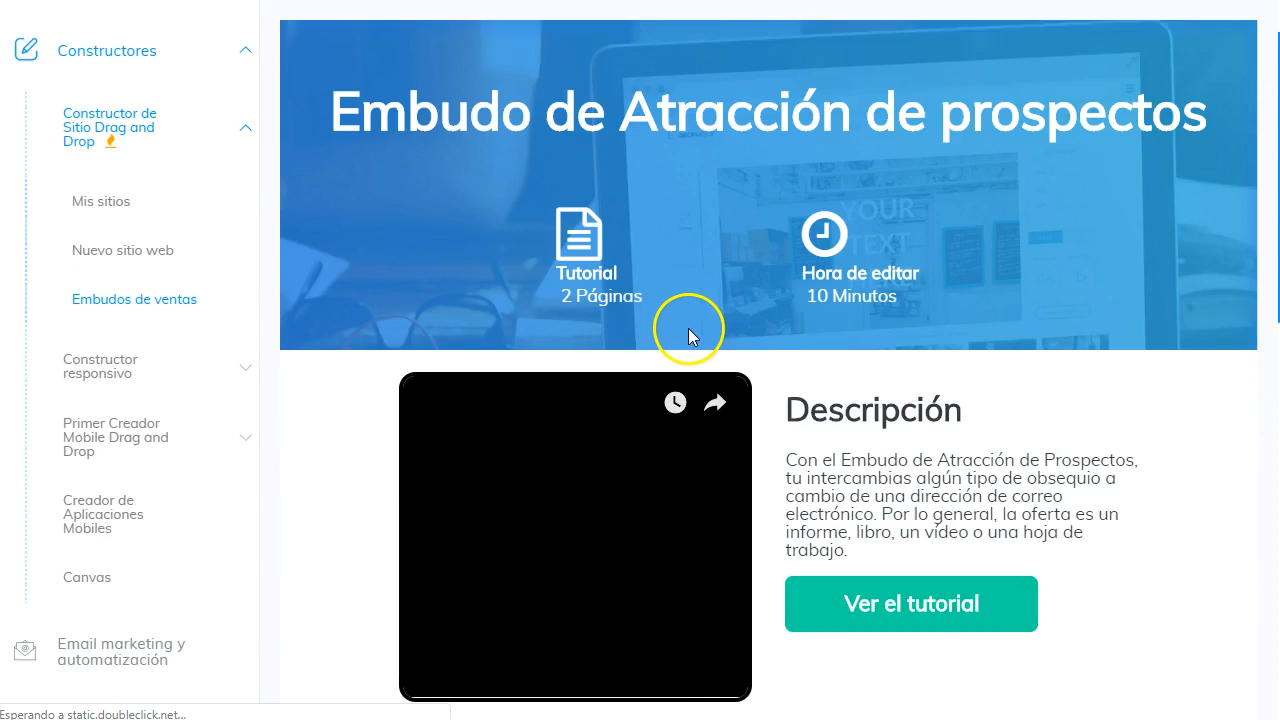 Constructores
Constructor de
Sitio Drag and
Drop
Mis sitios
Nuevo sitio web
Embudos de ventas
Constructor
responsivo
Primer Creador
Mobile Drag and
Drop
Creador de
Aplicaciones
Mobiles
Canvas
Email marketing y
automatización
Esperando a static.doubleclick.net...
Embudo de Atracción de prospectos
YOUR
TEXT
Tutorial
2 Páginas
Hora de editar
10 Minutos
Descripción
Con el Embudo de Atracción de Prospectos,
tu intercambias algún tipo de obsequio a
cambio de una dirección de correo
electrónico. Por lo general, la oferta es un
informe, libro, un vídeo o una hoja de
trabajo.
Ver el tutorial